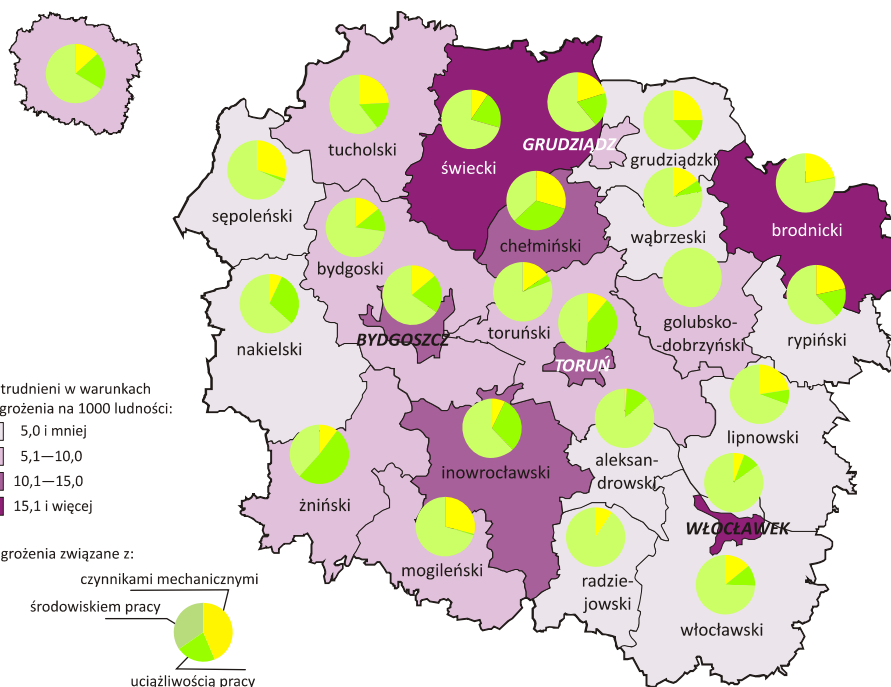 tucholski
świecki
GRUDZIĄDZ
grudziądzki
sępoleński
chełmiński
wąbrzeski
brodnicki
bydgoski
BYDGOSZCZ
toruński
TORUŃ
golubsko-
-dobrzyński
rypiński
nakielski
trudnieni w warunkach
grożenia na 1000 ludności:
5,0 i mniej
5,1—10,0
10,1—15,0
15,1 i więcej
lipnowski
inowrocławski
aleksan-
drowski
żniński
WŁOCŁAWEK
mogileński
radzie-
jowski
włocławski
grożenia związane z:
czynnikami mechanicznymi
środowiskiem pracy
uciążliwością pracy